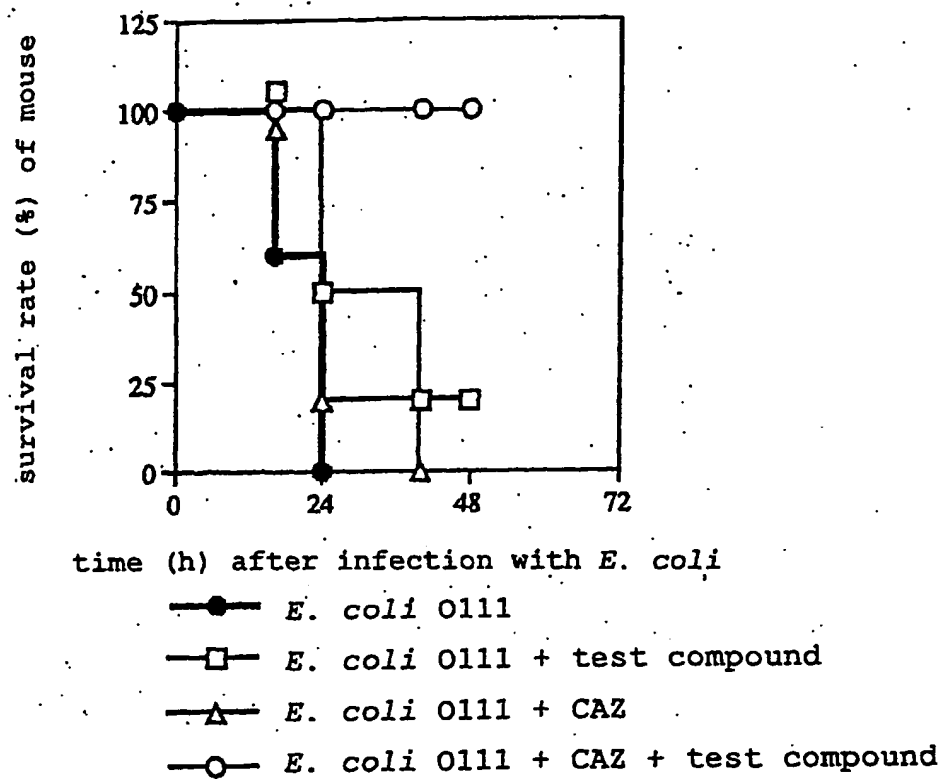 survival rate (%) of mouse
125
100
75
50
25
0
0 24 48 72
time (h) after infection with E. coli
E. coli O111
E. coli O111 + test compound
E. coli O111 + CAZ
E. coli O111 + CAZ + test compound